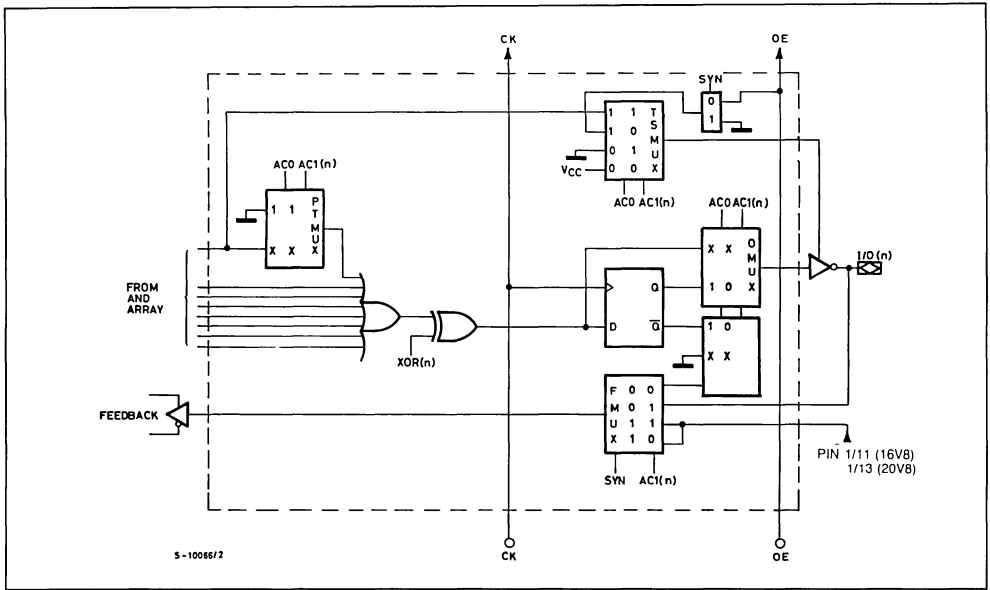 CK OE
SYN
0
1
1 1 T
1 0 S
0 1 M
0 0 U
X
VCC
AC0 AC1(n)
AC0 AC1(n)
1 1 P
T
M
U
X X X
AC0 AC1(n)
X X O
M
U
1 0 X
I/O(n)
FROM
AND
ARRAY
Q
D Q̅
1 0
X X
XOR(n)
F 0 0
M 0 1
U 1 1
X 1 0
FEEDBACK
SYN AC1(n)
PIN 1/11 (16V8)
1/13 (20V8)
S-10066/2
CK OE